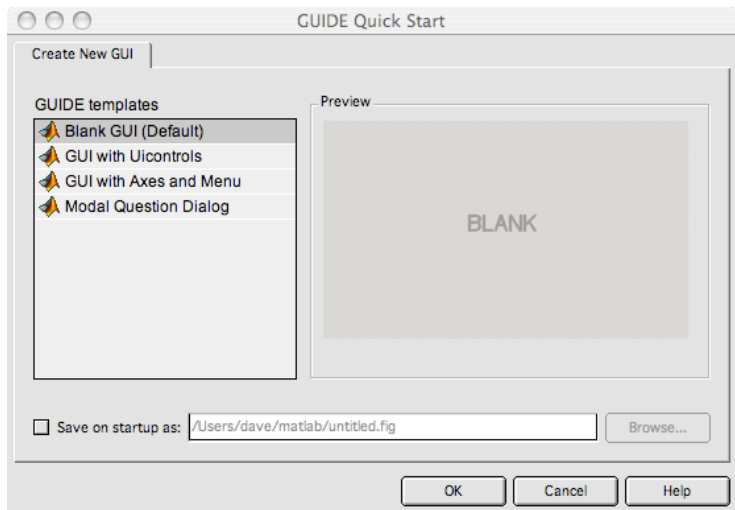 GUIDE Quick Start
Create New GUI
GUIDE templates
Preview
Blank GUI (Default)
GUI with Uicontrols
GUI with Axes and Menu
Modal Question Dialog
BLANK
Save on startup as: /Users/dave/matlab/untitled.fig Browse...
OK Cancel Help